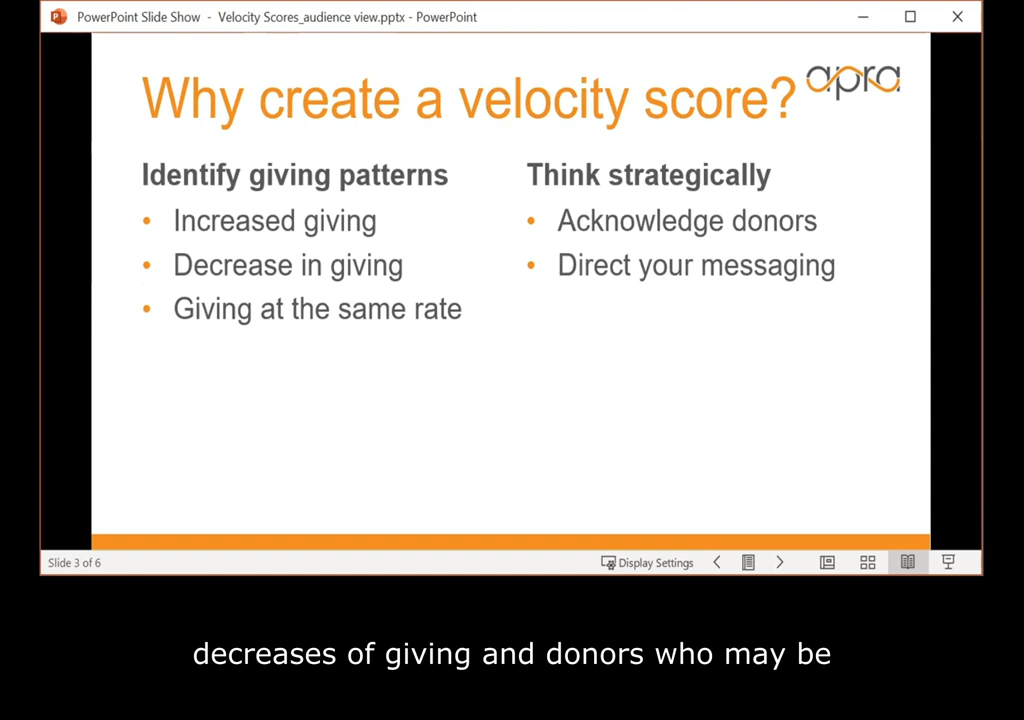 PowerPoint Slide Show - Velocity Scores_audience view.pptx - PowerPoint
Why create a velocity score?
apra
Identify giving patterns
• Increased giving
• Decrease in giving
• Giving at the same rate
Think strategically
• Acknowledge donors
• Direct your messaging
Slide 3 of 6
Display Settings
decreases of giving and donors who may be